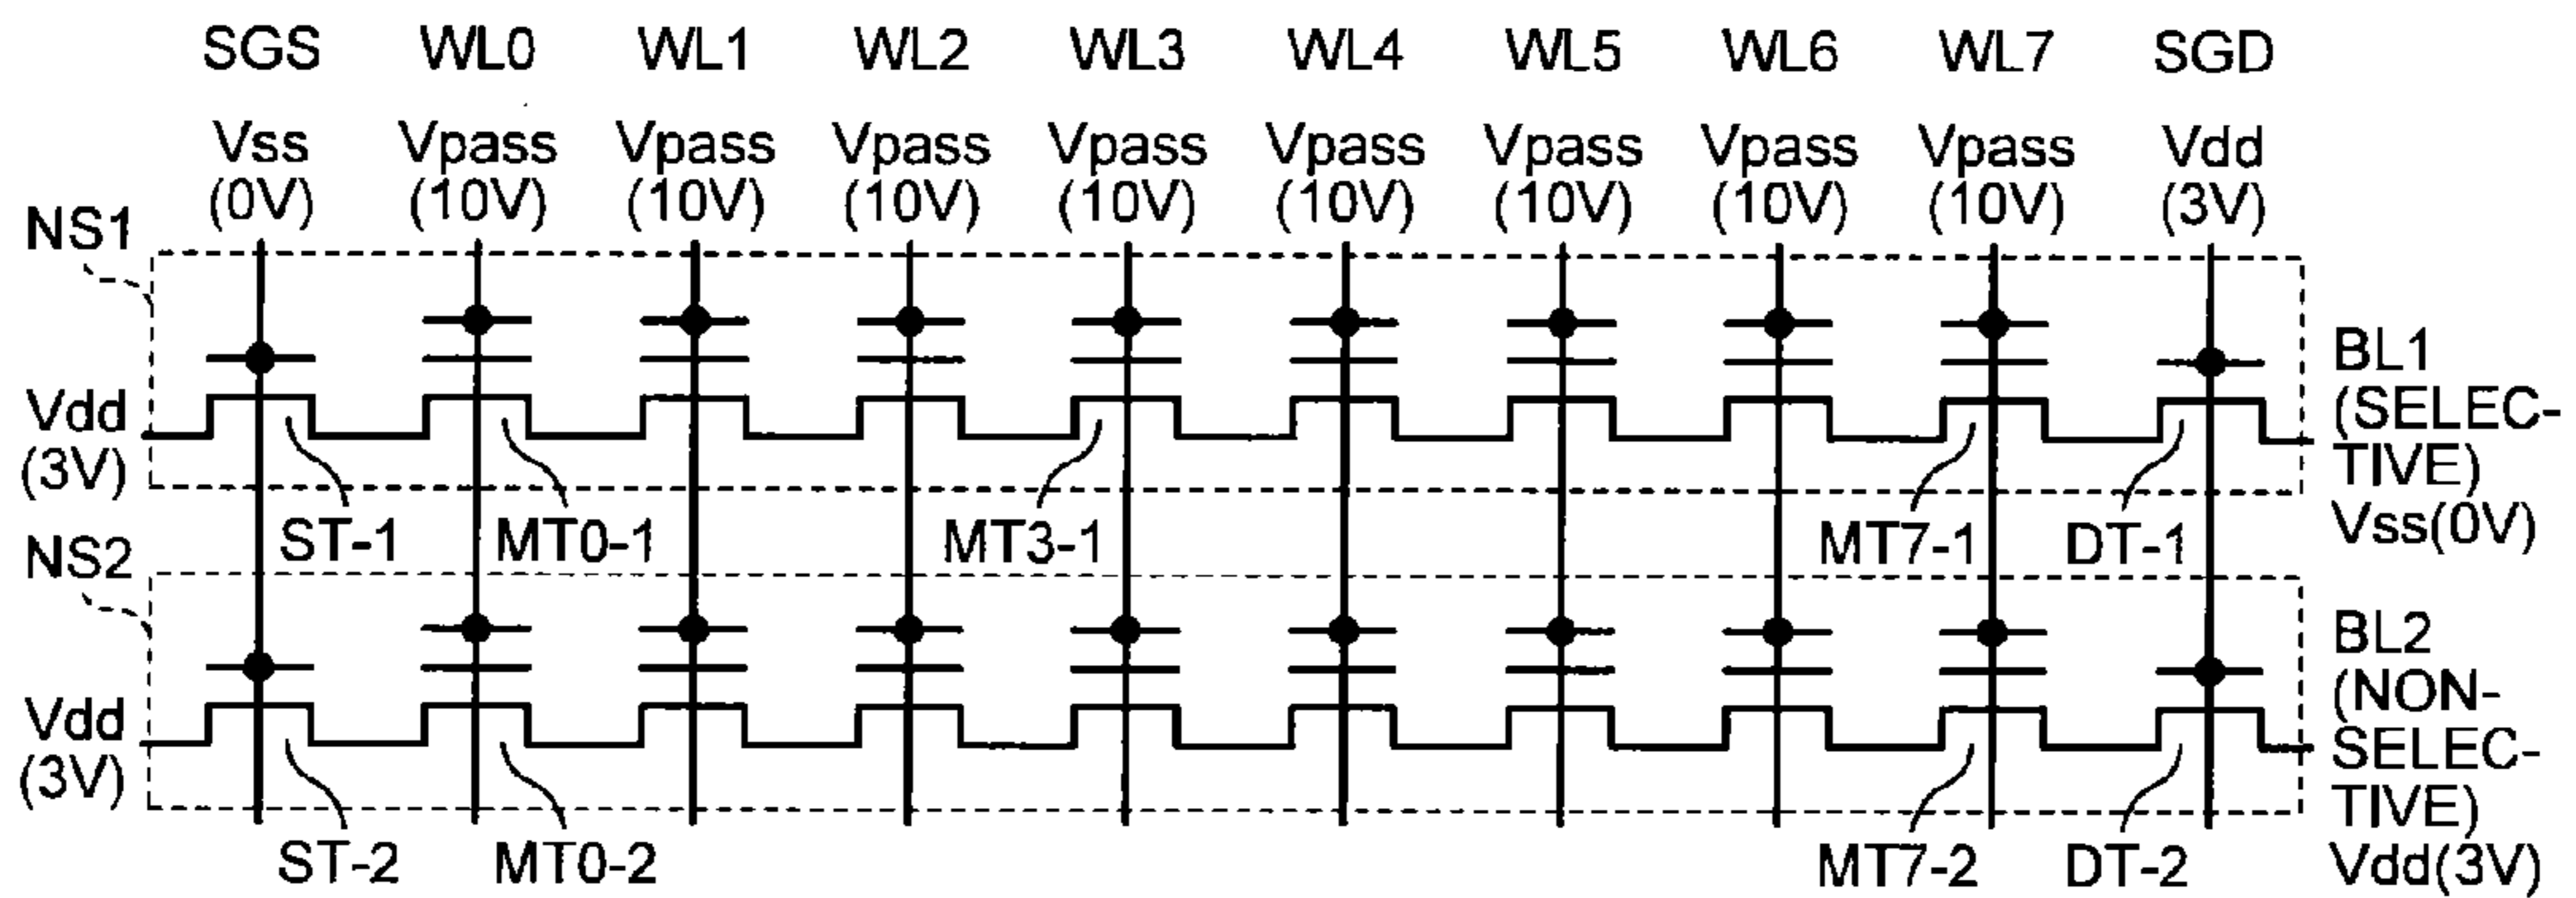 SGS WL0 WL1 WL2 WL3 WL4 WL5 WL6 WL7 SGD
Vss Vpass Vpass Vpass Vpass Vpass Vpass Vpass Vpass Vdd
(0V) (10V) (10V) (10V) (10V) (10V) (10V) (10V) (10V) (3V)
NS1
Vdd
(3V)
BL1
(SELEC-
TIVE)
Vss(0V)
ST-1 MT0-1 MT3-1 MT7-1 DT-1
NS2
Vdd
(3V)
BL2
(NON-
SELEC-
TIVE)
Vdd(3V)
ST-2 MT0-2 MT7-2 DT-2